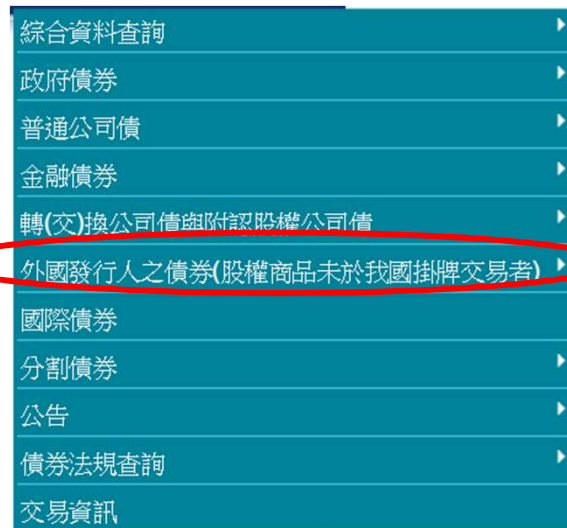 綜合資料查詢
政府債券
普通公司債
金融債券
轉(交)換公司債與附認股權公司債
外國發行人之債券(股權商品未於我國掛牌交易者)
國際債券
分割債券
公告
債券法規查詢
交易資訊